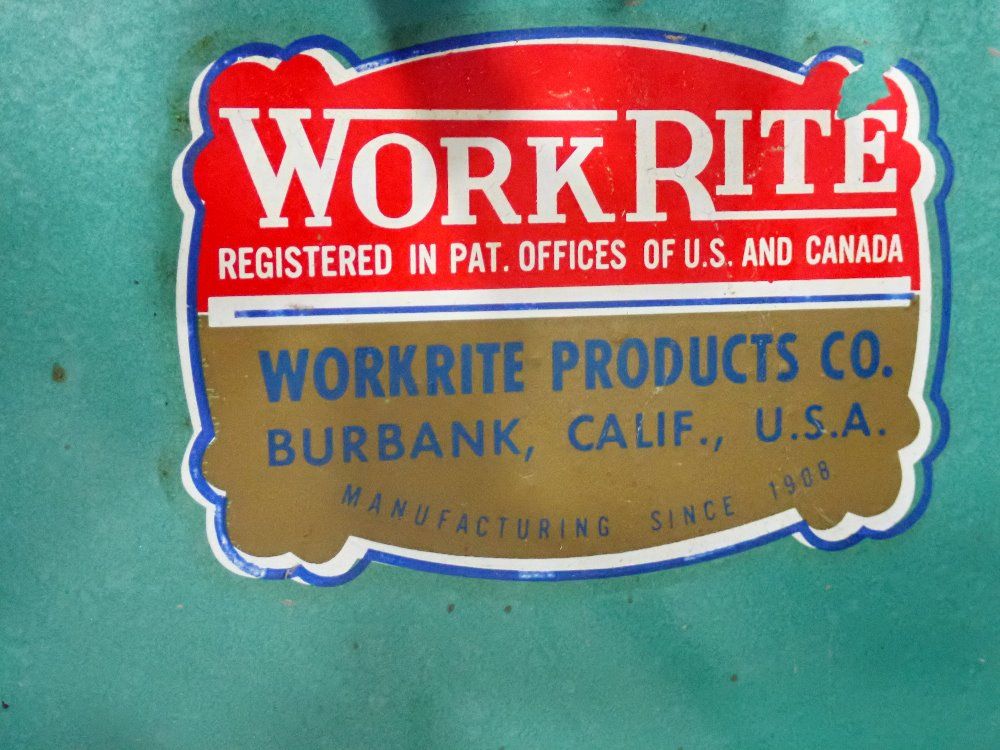 WORKRITE
REGISTERED IN PAT. OFFICES OF U.S. AND CANADA
WORKRITE PRODUCTS CO.
BURBANK, CALIF., U.S.A.
MANUFACTURING SINCE 1908